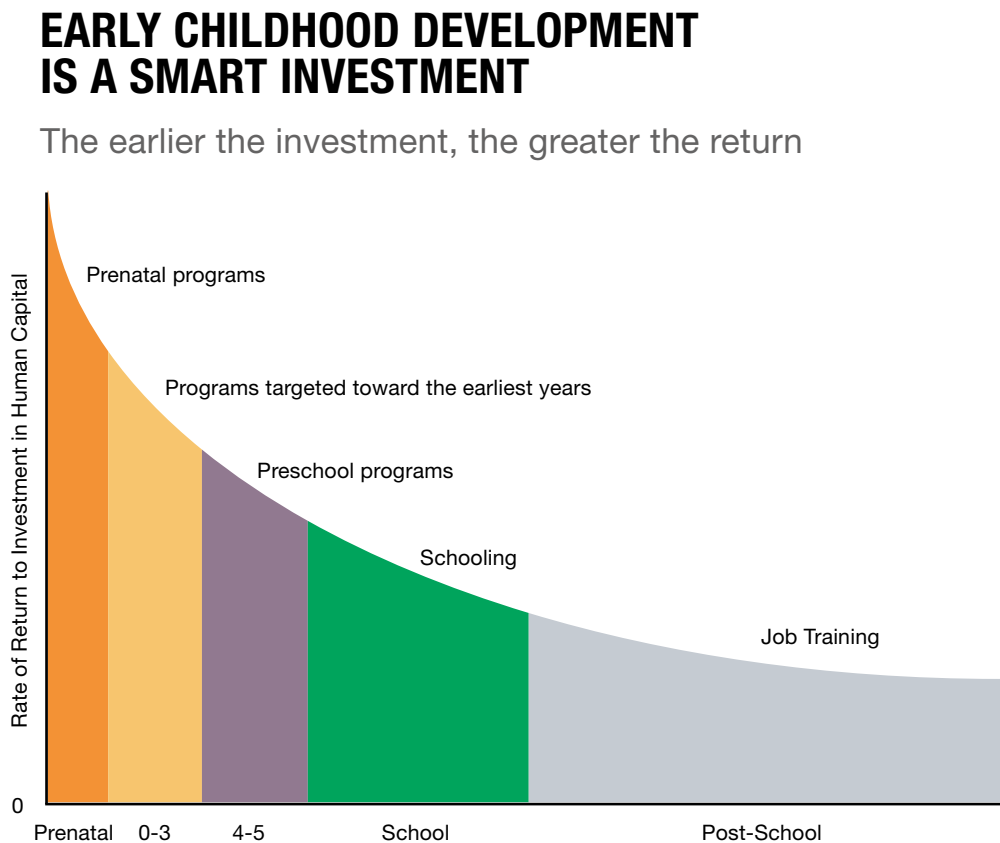 EARLY CHILDHOOD DEVELOPMENT
IS A SMART INVESTMENT
The earlier the investment, the greater the return
Rate of Return to Investment in Human Capital
Prenatal programs
Programs targeted toward the earliest years
Preschool programs
Schooling
Job Training
0
Prenatal 0-3 4-5 School Post-School